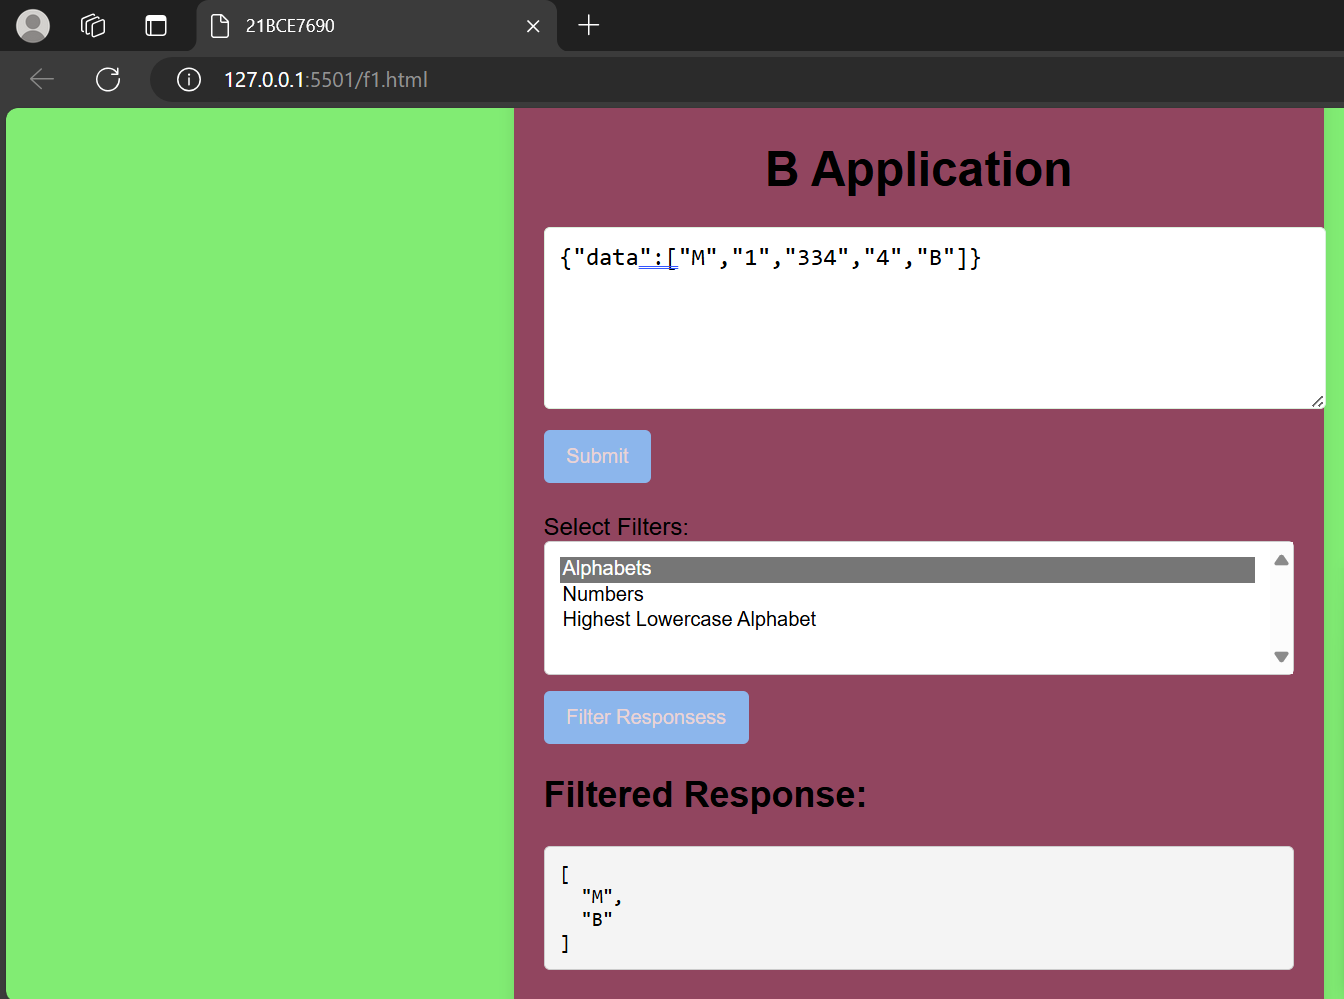 21BCE7690
127.0.0.1:5501/f1.html
B Application
{"data":["M","1","334","4","B"]}
Submit
Select Filters:
Alphabets
Numbers
Highest Lowercase Alphabet
Filter Responsess
Filtered Response:
[
"M",
"B"
]